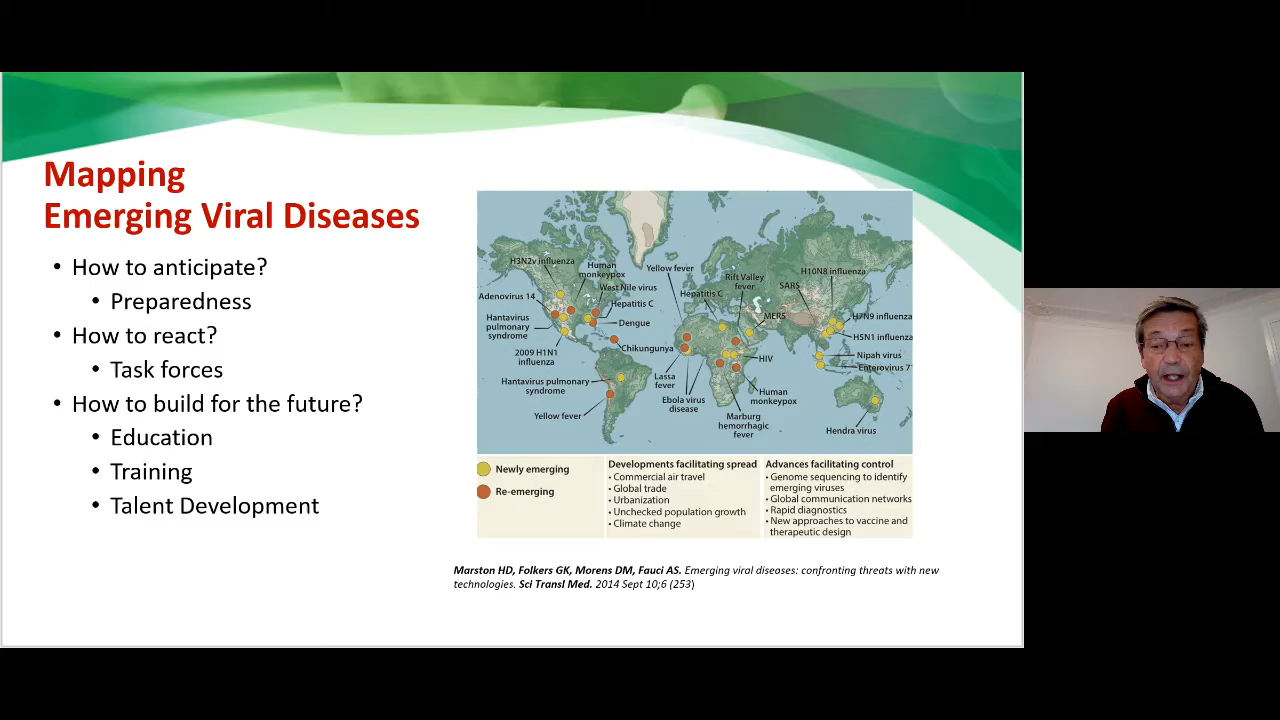 Mapping
Emerging Viral Diseases
• How to anticipate?
• Preparedness
• How to react?
• Task forces
• How to build for the future?
• Education
• Training
• Talent Development
H3N2v influenza
Human
monkeypox
West Nile virus
Adenovirus 14
Hepatitis C
Hantavirus
pulmonary
syndrome
Dengue
2009 H1N1
influenza
Chikungunya
Hantavirus pulmonary
syndrome
Yellow fever
Yellow fever
Hepatitis C
Rift Valley
fever
SARS
H10N8 influenza
MERS
H7N9 influenza
H5N1 influenza
Nipah virus
Enterovirus 7
HIV
Lassa
fever
Ebola virus
disease
Human
monkeypox
Marburg
hemorrhagic
fever
Hendra virus
Newly emerging
Re-emerging
Developments facilitating spread
• Commercial air travel
• Global trade
• Urbanization
• Unchecked population growth
• Climate change
Advances facilitating control
• Genome sequencing to identify
emerging viruses
• Global communication networks
• Rapid diagnostics
• New approaches to vaccine and
therapeutic design
Marston HD, Folkers GK, Morens DM, Fauci AS. Emerging viral diseases: confronting threats with new
technologies. Sci Transl Med. 2014 Sept 10;6 (253)